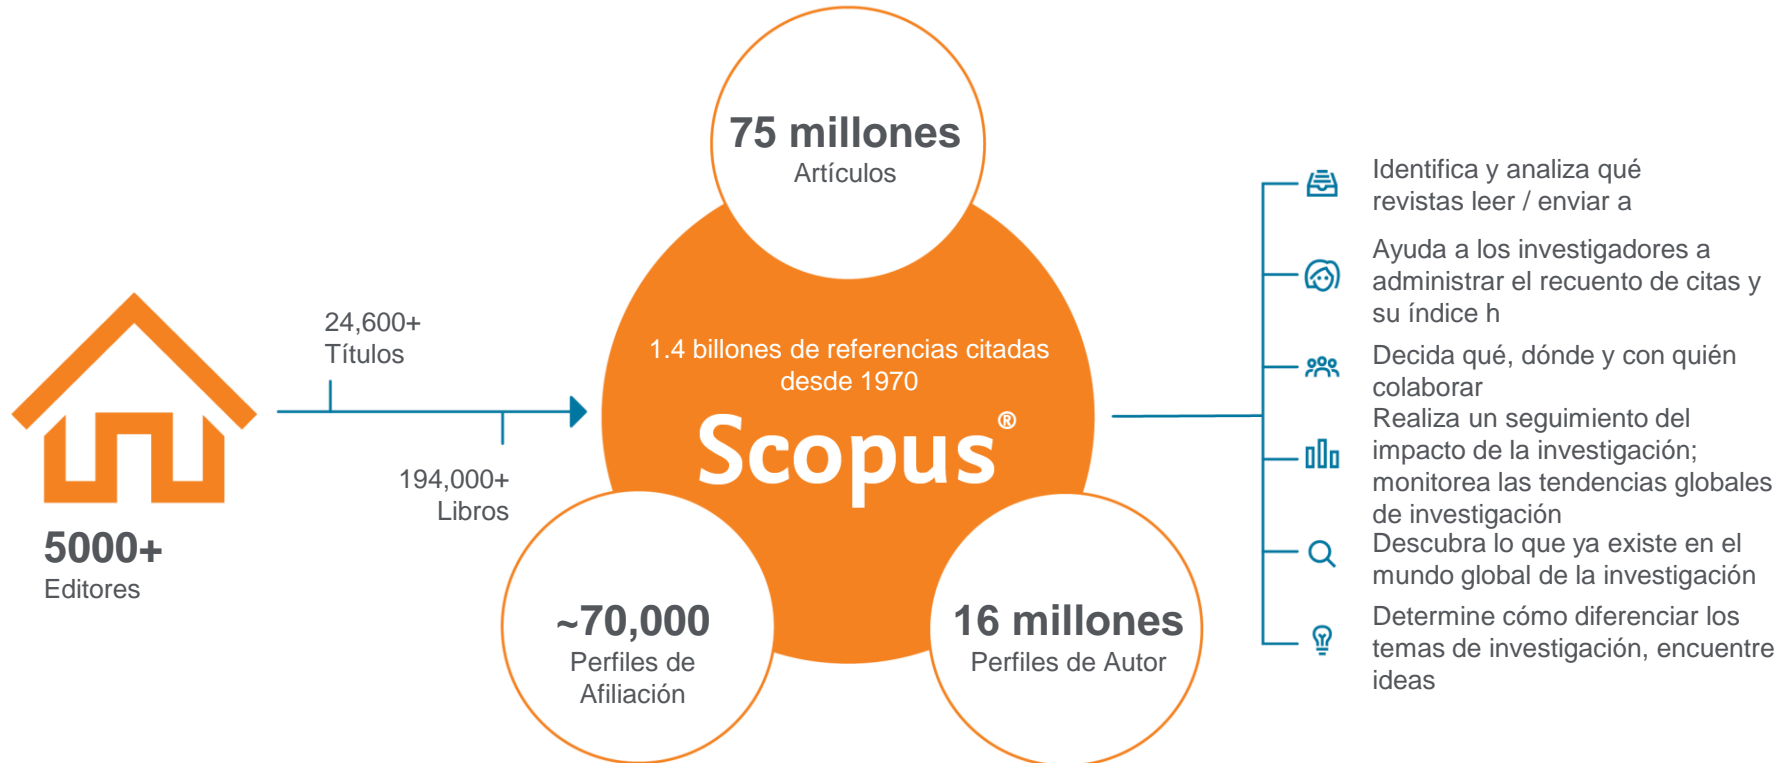 75 millones
Artículos
1.4 billones de referencias citadas
desde 1970
Scopus®
24,600+
Títulos
194,000+
Libros
5000+
Editores
~70,000
Perfiles de
Afiliación
16 millones
Perfiles de Autor
Identifica y analiza qué
revistas leer / enviar a
Ayuda a los investigadores a
administrar el recuento de citas y
su índice h
Decida qué, dónde y con quién
colaborar
Realiza un seguimiento del
impacto de la investigación;
monitorea las tendencias globales
de investigación
Descubra lo que ya existe en el
mundo global de la investigación
Determine cómo diferenciar los
temas de investigación, encuentre
ideas